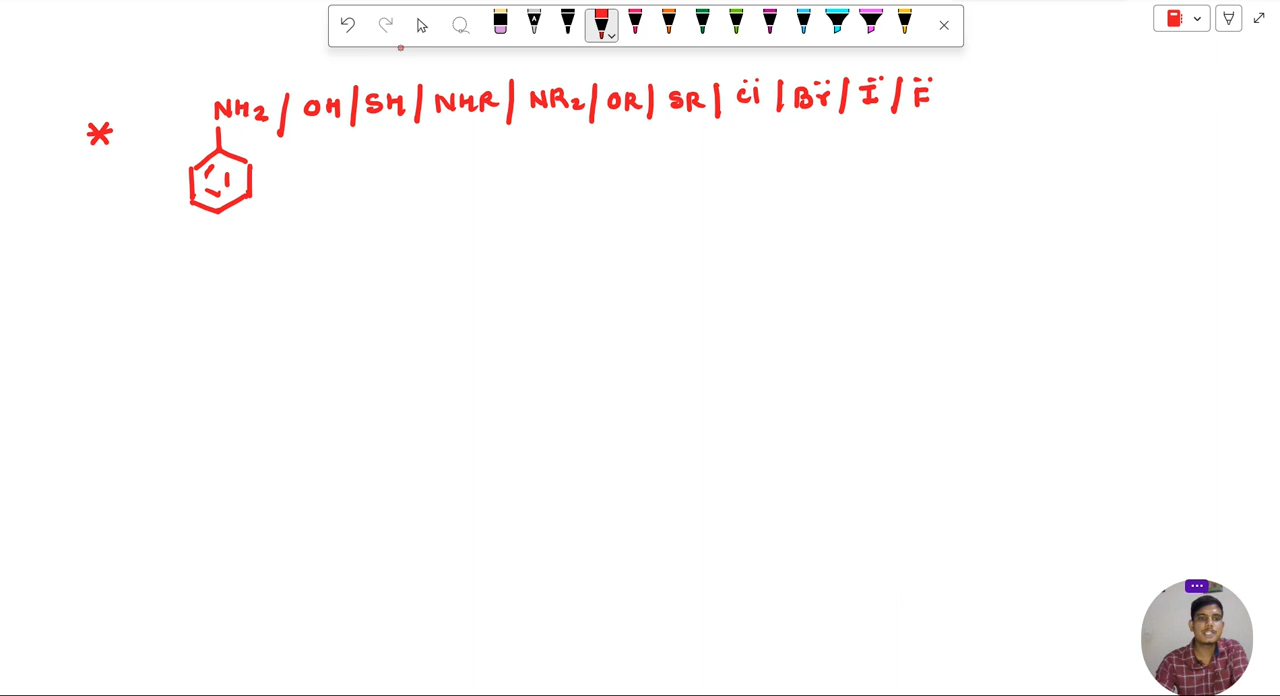 NH2 / OH / SH / NHR / NR2 / OR / SR / Cl / Br / I / F
*